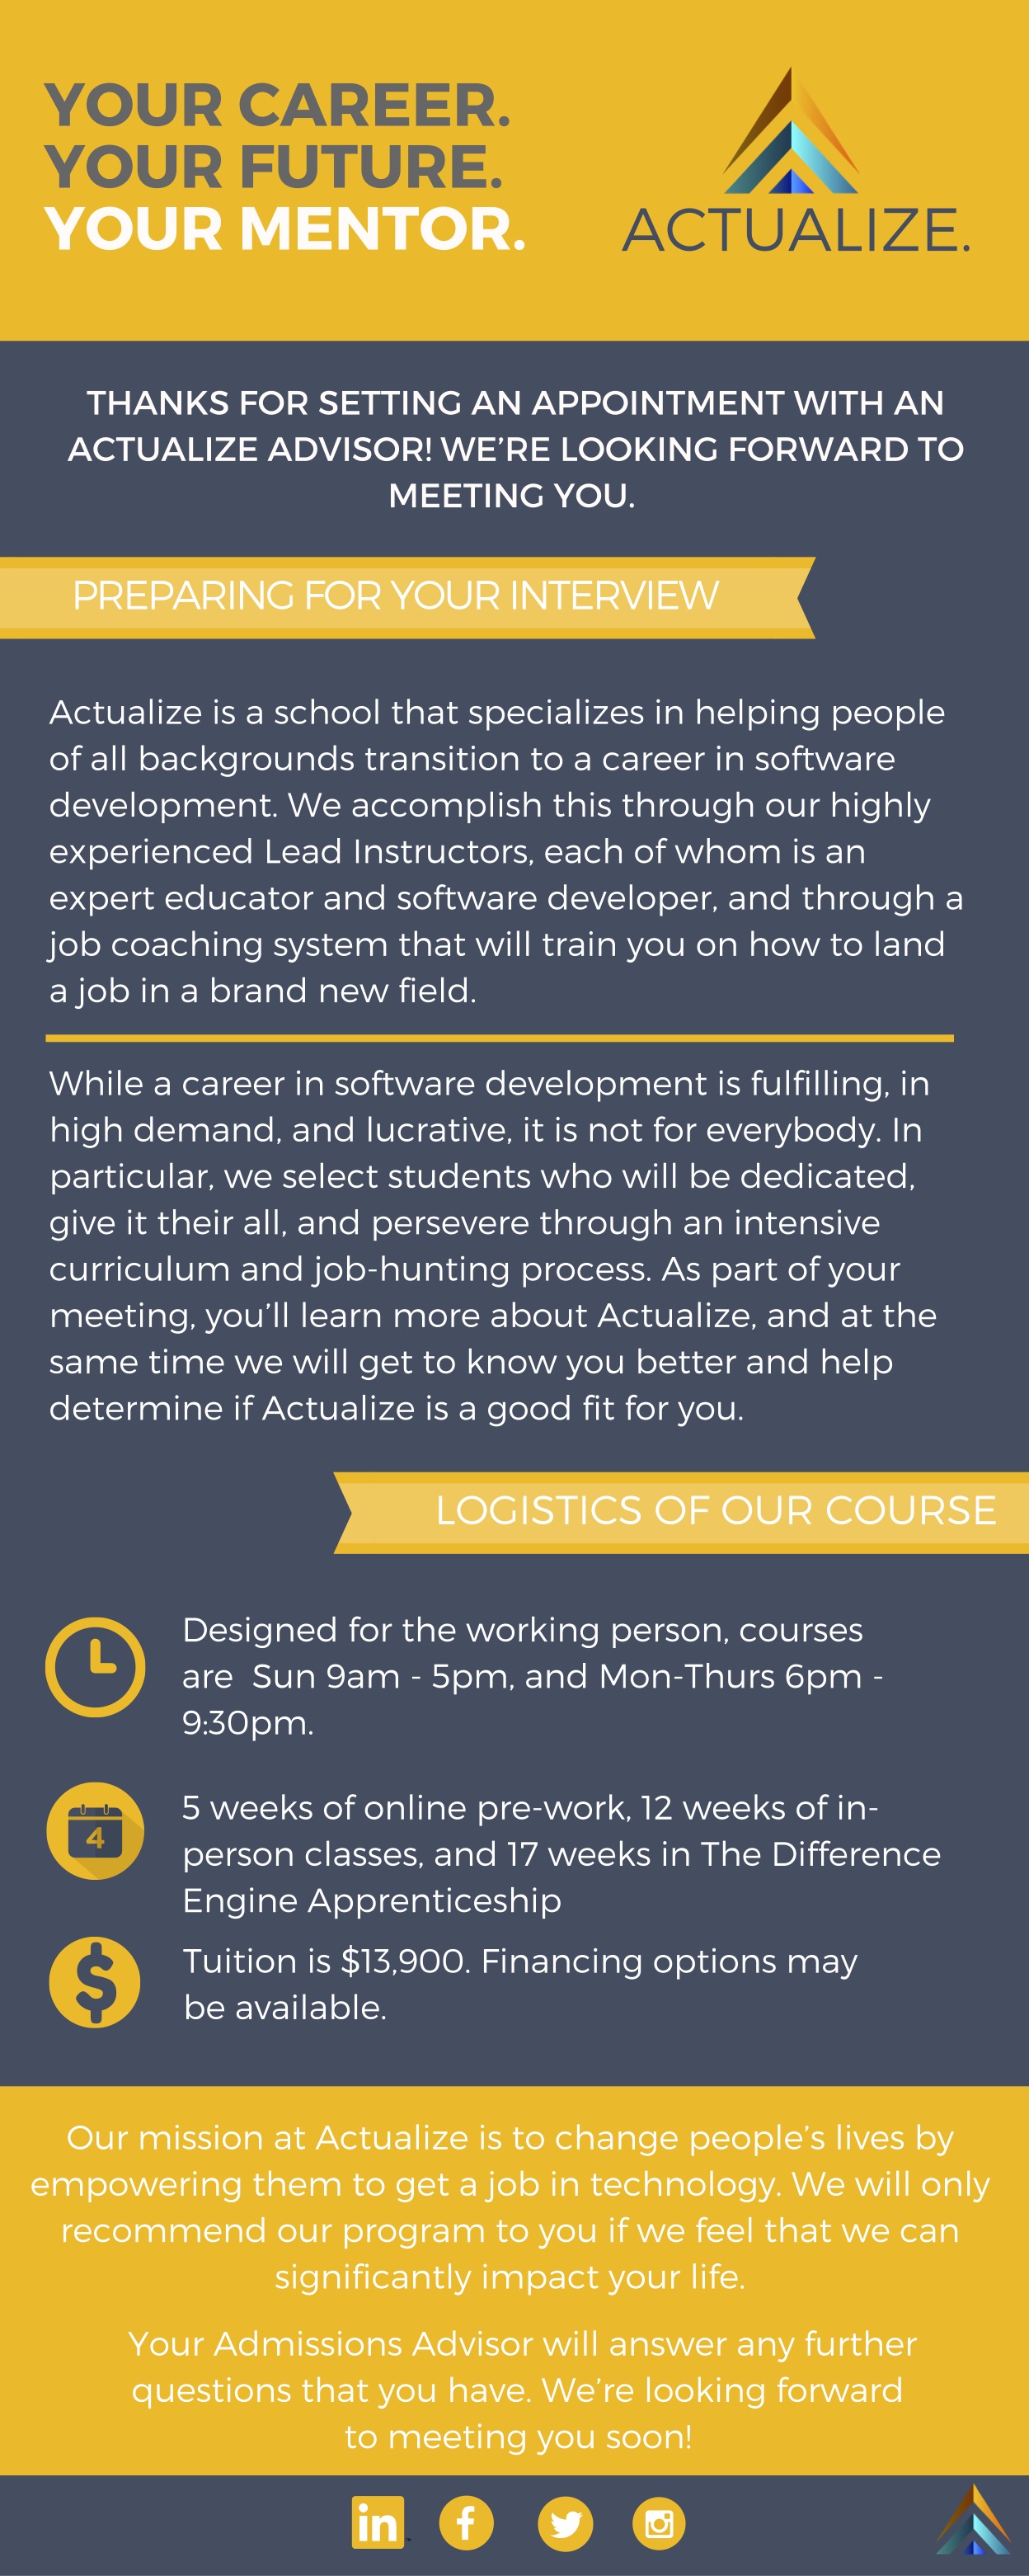 YOUR CAREER.
YOUR FUTURE.
YOUR MENTOR.
ACTUALIZE.
THANKS FOR SETTING AN APPOINTMENT WITH AN
ACTUALIZE ADVISOR! WE’RE LOOKING FORWARD TO
MEETING YOU.
PREPARING FOR YOUR INTERVIEW
Actualize is a school that specializes in helping people
of all backgrounds transition to a career in software
development. We accomplish this through our highly
experienced Lead Instructors, each of whom is an
expert educator and software developer, and through a
job coaching system that will train you on how to land
a job in a brand new field.
While a career in software development is fulfilling, in
high demand, and lucrative, it is not for everybody. In
particular, we select students who will be dedicated,
give it their all, and persevere through an intensive
curriculum and job-hunting process. As part of your
meeting, you’ll learn more about Actualize, and at the
same time we will get to know you better and help
determine if Actualize is a good fit for you.
LOGISTICS OF OUR COURSE
Designed for the working person, courses
are  Sun 9am - 5pm, and Mon-Thurs 6pm -
9:30pm.
4
5 weeks of online pre-work, 12 weeks of in-
person classes, and 17 weeks in The Difference
Engine Apprenticeship
$
Tuition is $13,900. Financing options may
be available.
Our mission at Actualize is to change people’s lives by
empowering them to get a job in technology. We will only
recommend our program to you if we feel that we can
significantly impact your life.
Your Admissions Advisor will answer any further
questions that you have. We’re looking forward
to meeting you soon!
in f